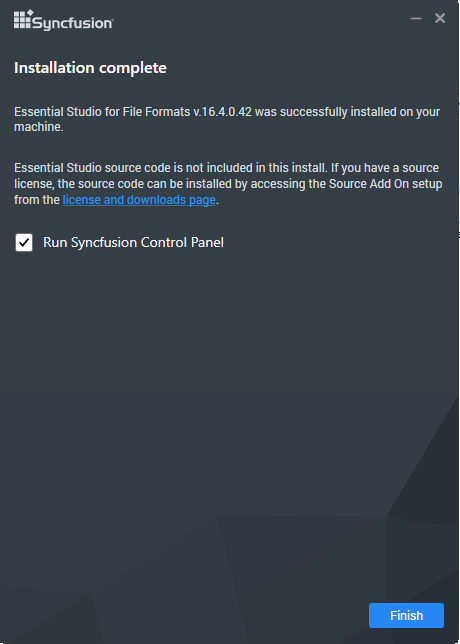 Syncfusion
Installation complete
Essential Studio for File Formats v.16.4.0.42 was successfully installed on your
machine.
Essential Studio source code is not included in this install. If you have a source
license, the source code can be installed by accessing the Source Add On setup
from the license and downloads page.
Run Syncfusion Control Panel
Finish